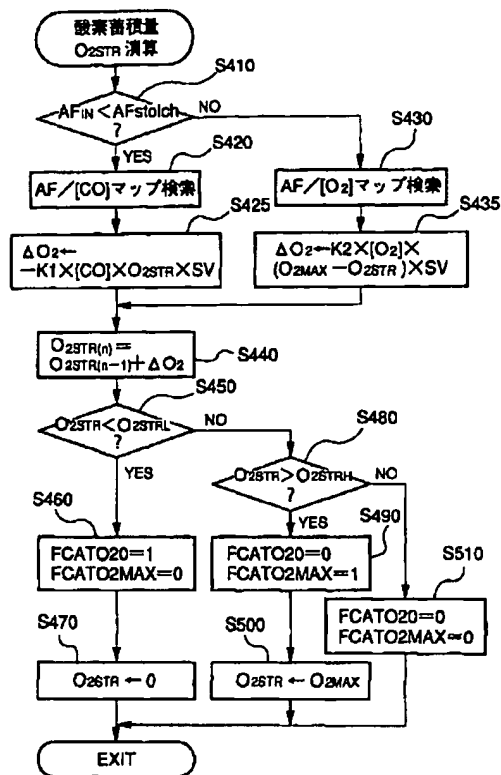 酸素蓄積量
O2STR 演算
S410
AFIN < AFstoich
?
NO
YES
S420
S430
AF/[CO]マップ検索
AF/[O2]マップ検索
S425
S435
ΔO2←
−K1×[CO]×O2STR×SV
ΔO2←K2×[O2]×
(O2MAX−O2STR)×SV
O2STR(n)=
O2STR(n-1)+ΔO2
S440
S450
O2STR<O2STRL
?
NO
YES
S480
O2STR>O2STRH
?
NO
YES
S460
FCATO20=1
FCATO2MAX=0
S490
FCATO20=0
FCATO2MAX=1
S510
FCATO20=0
FCATO2MAX=0
S470
O2STR←0
S500
O2STR←O2MAX
EXIT